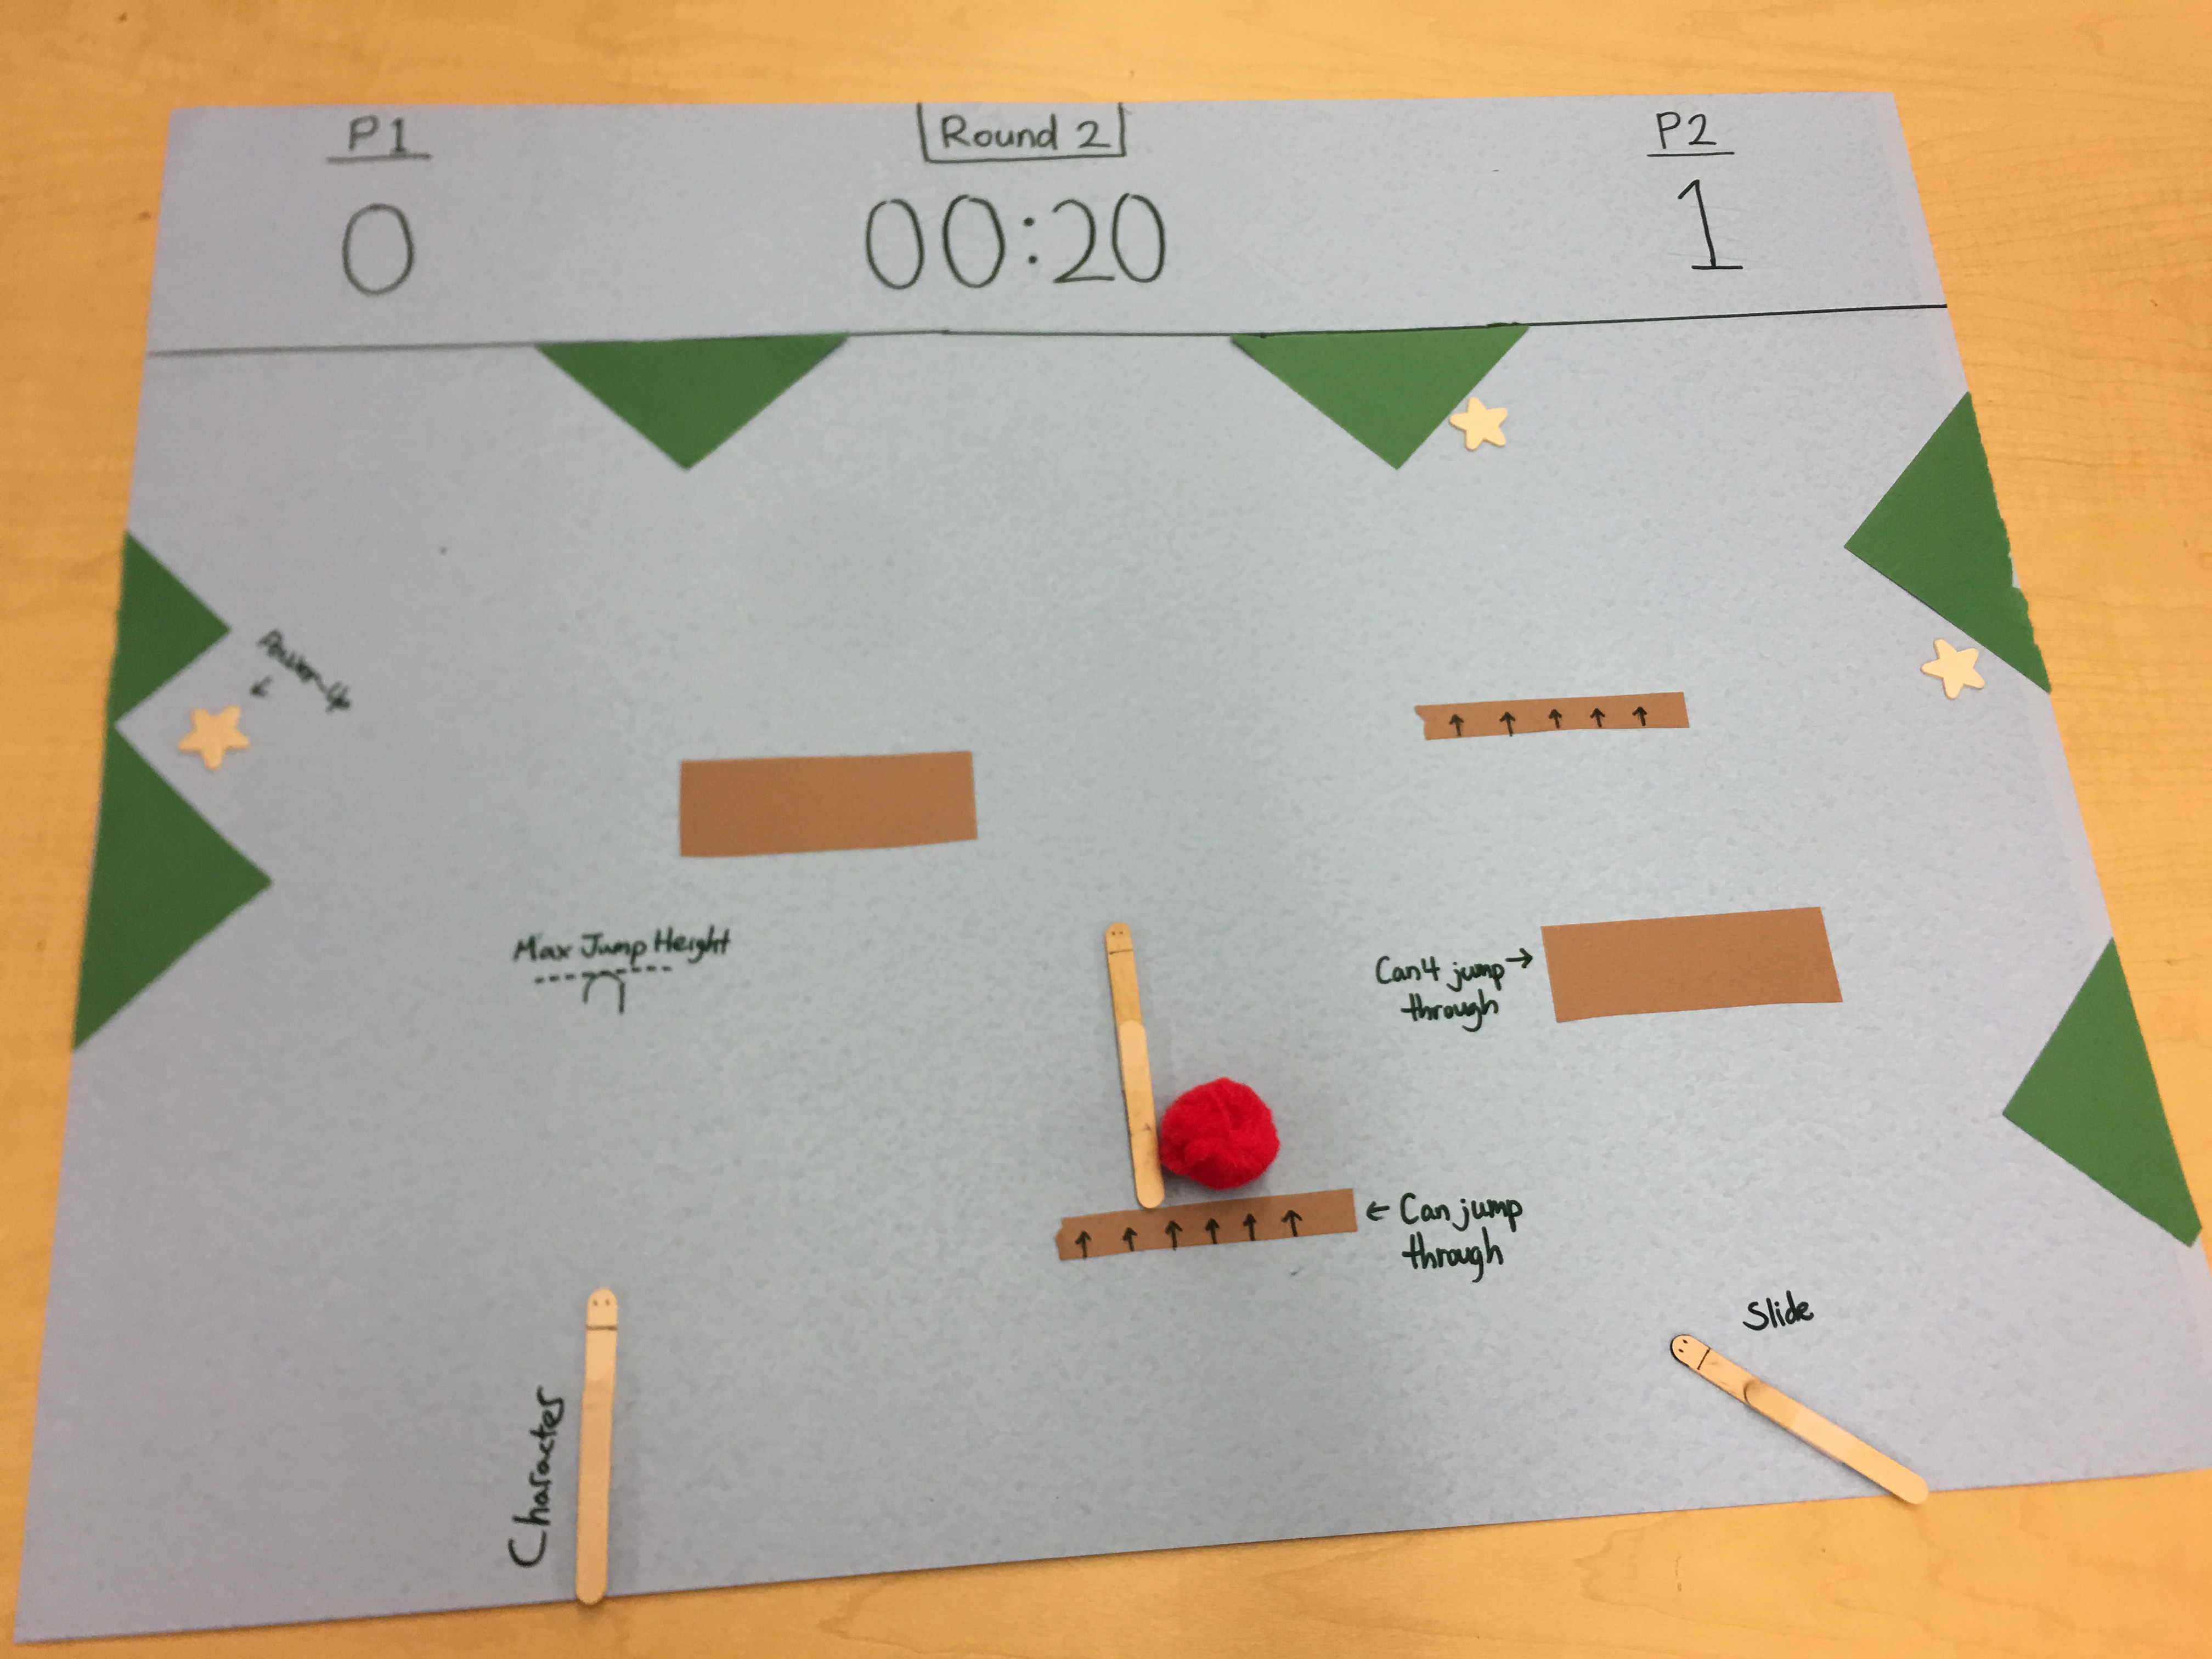 P1
Round 2
P2
0
00:20
1
Max Jump Height
Can't jump →
through
← Can jump
through
Character
Slide